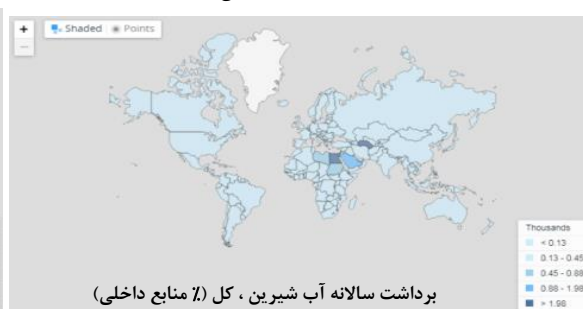 +
−
Shaded
Points
Thousands
< 0.13
0.13 - 0.45
0.45 - 0.88
0.88 - 1.98
> 1.98
برداشت سالانه آب شیرین ، کل (٪ منابع داخلی)